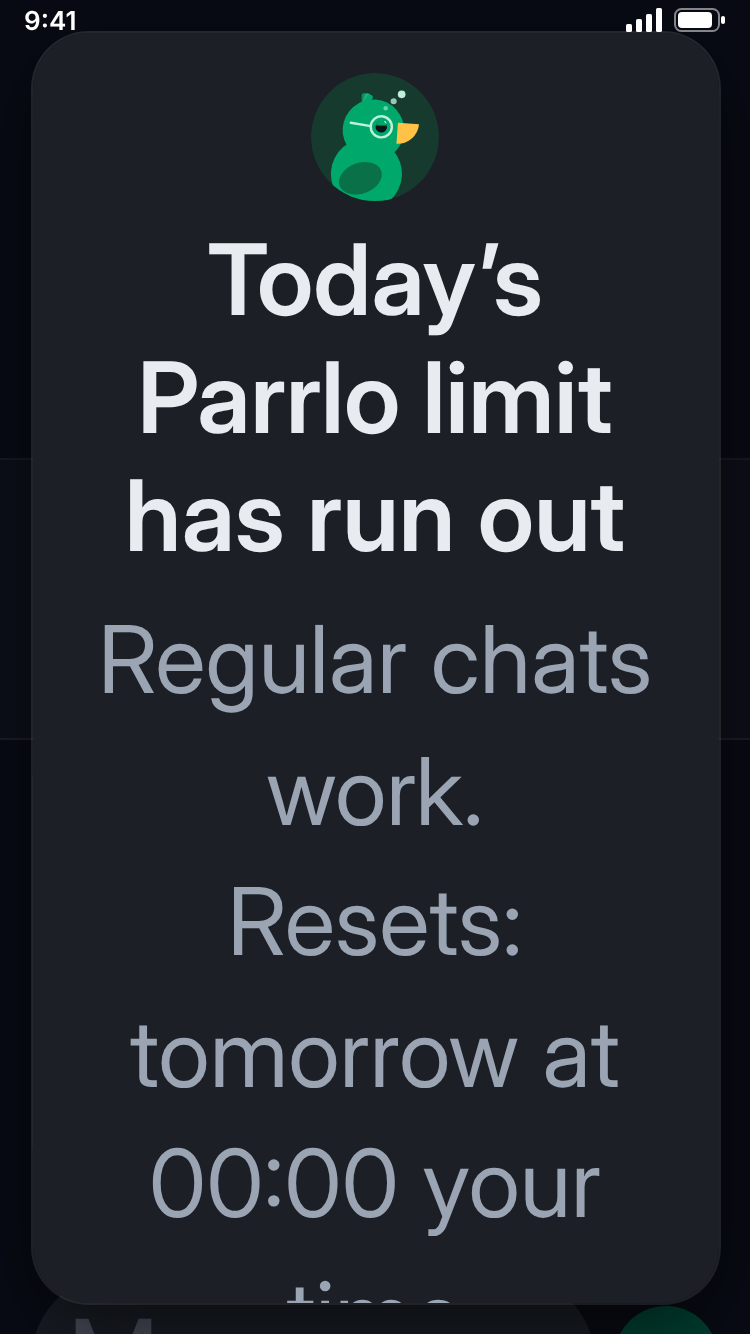 9:41
Today’s
Parrlo limit
has run out
Regular chats
work.
Resets:
tomorrow at
00:00 your